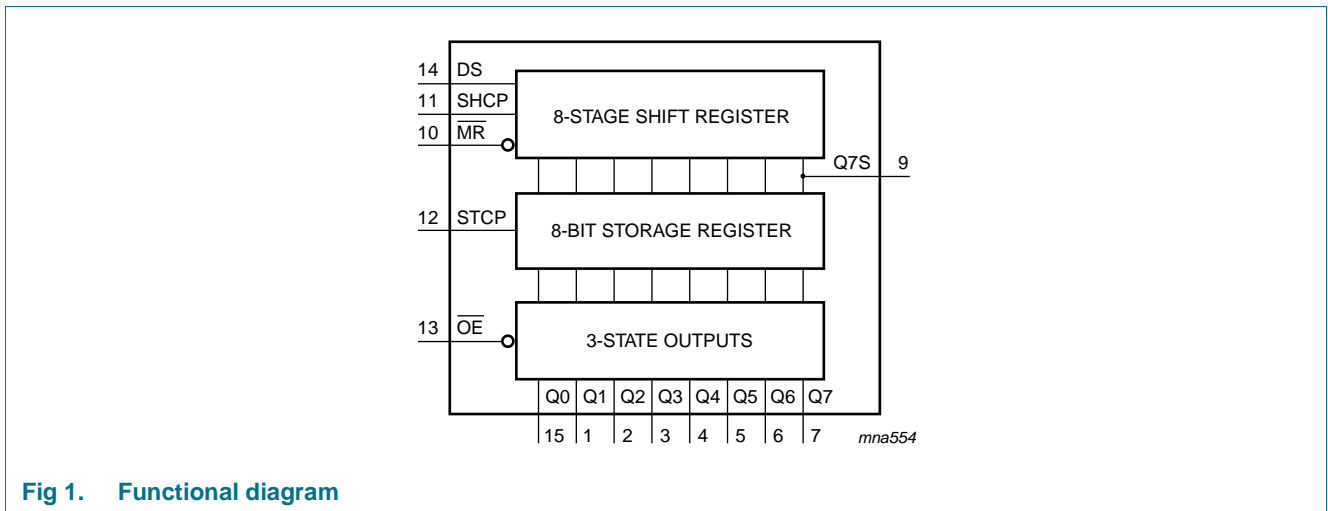 14 DS
11 SHCP
10 MR
8-STAGE SHIFT REGISTER
Q7S 9
12 STCP
8-BIT STORAGE REGISTER
13 OE
3-STATE OUTPUTS
Q0 Q1 Q2 Q3 Q4 Q5 Q6 Q7
15 1 2 3 4 5 6 7 mna554
Fig 1. Functional diagram